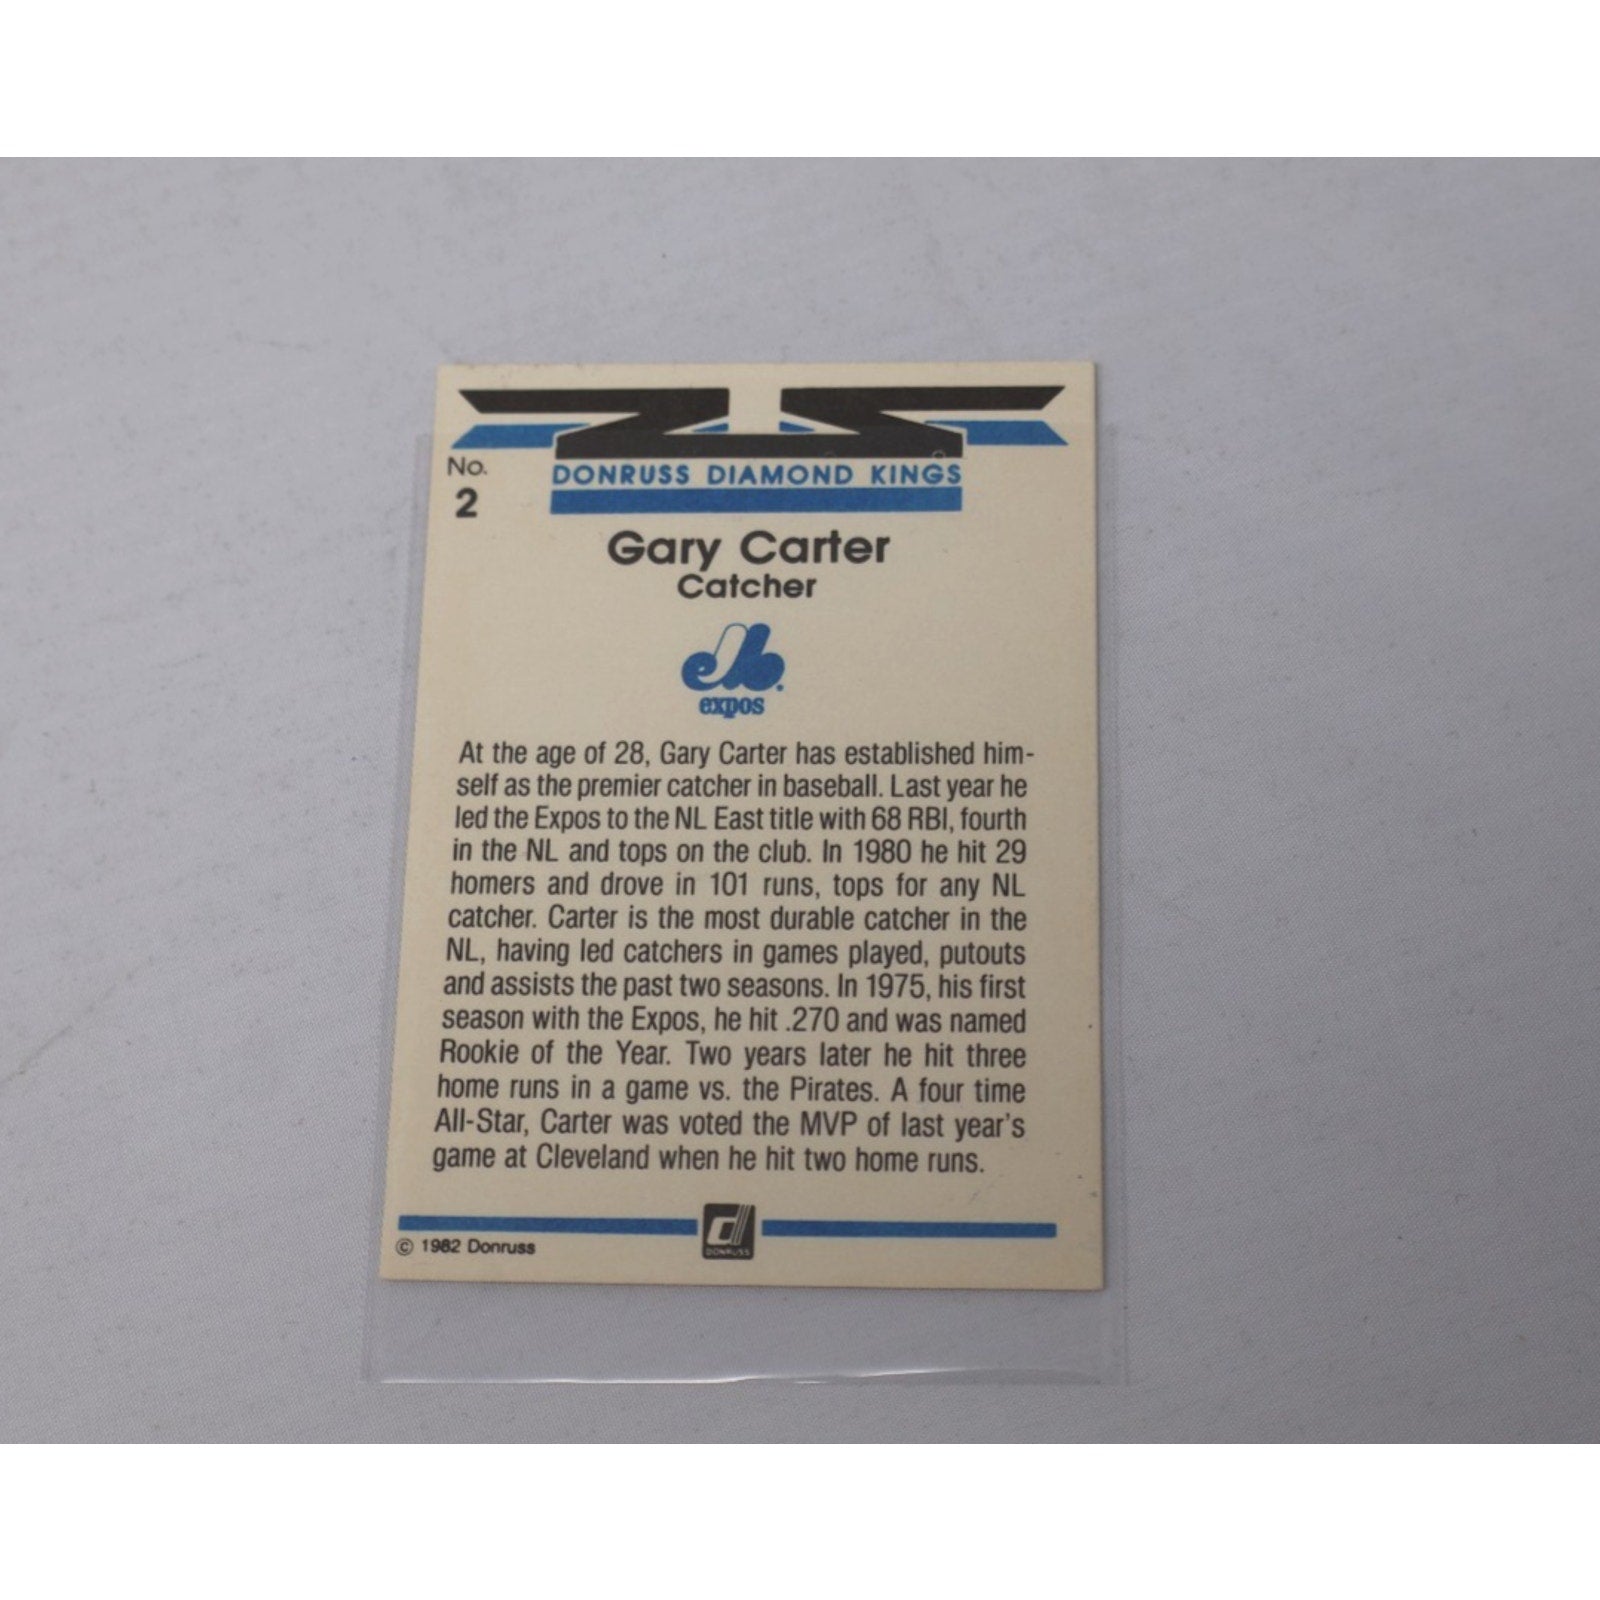 No.
2
DONRUSS DIAMOND KINGS
Gary Carter
Catcher
eb
expos
At the age of 28, Gary Carter has established him-
self as the premier catcher in baseball. Last year he
led the Expos to the NL East title with 68 RBI, fourth
in the NL and tops on the club. In 1980 he hit 29
homers and drove in 101 runs, tops for any NL
catcher. Carter is the most durable catcher in the
NL, having led catchers in games played, putouts
and assists the past two seasons. In 1975, his first
season with the Expos, he hit .270 and was named
Rookie of the Year. Two years later he hit three
home runs in a game vs. the Pirates. A four time
All-Star, Carter was voted the MVP of last year's
game at Cleveland when he hit two home runs.
d
DONRUSS
© 1982 Donruss